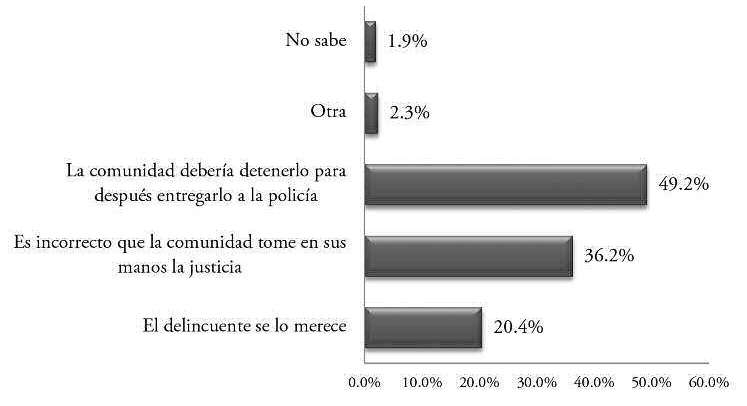 No sabe
1.9%
Otra
2.3%
La comunidad debería detenerlo para
después entregarlo a la policía
49.2%
Es incorrecto que la comunidad tome en sus
manos la justicia
36.2%
El delincuente se lo merece
20.4%
0.0% 10.0% 20.0% 30.0% 40.0% 50.0% 60.0%